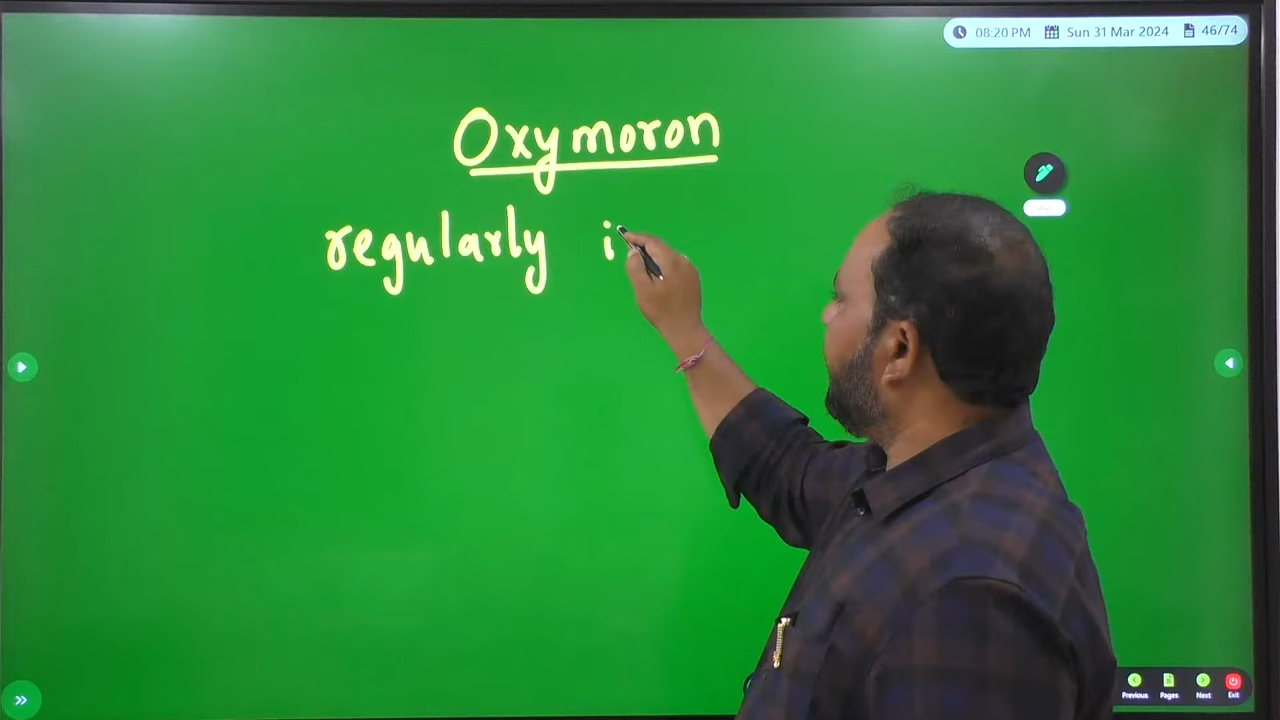 08:20 PM Sun 31 Mar 2024 46/74
Oxymoron
regularly i
Previous Pages Next Exit